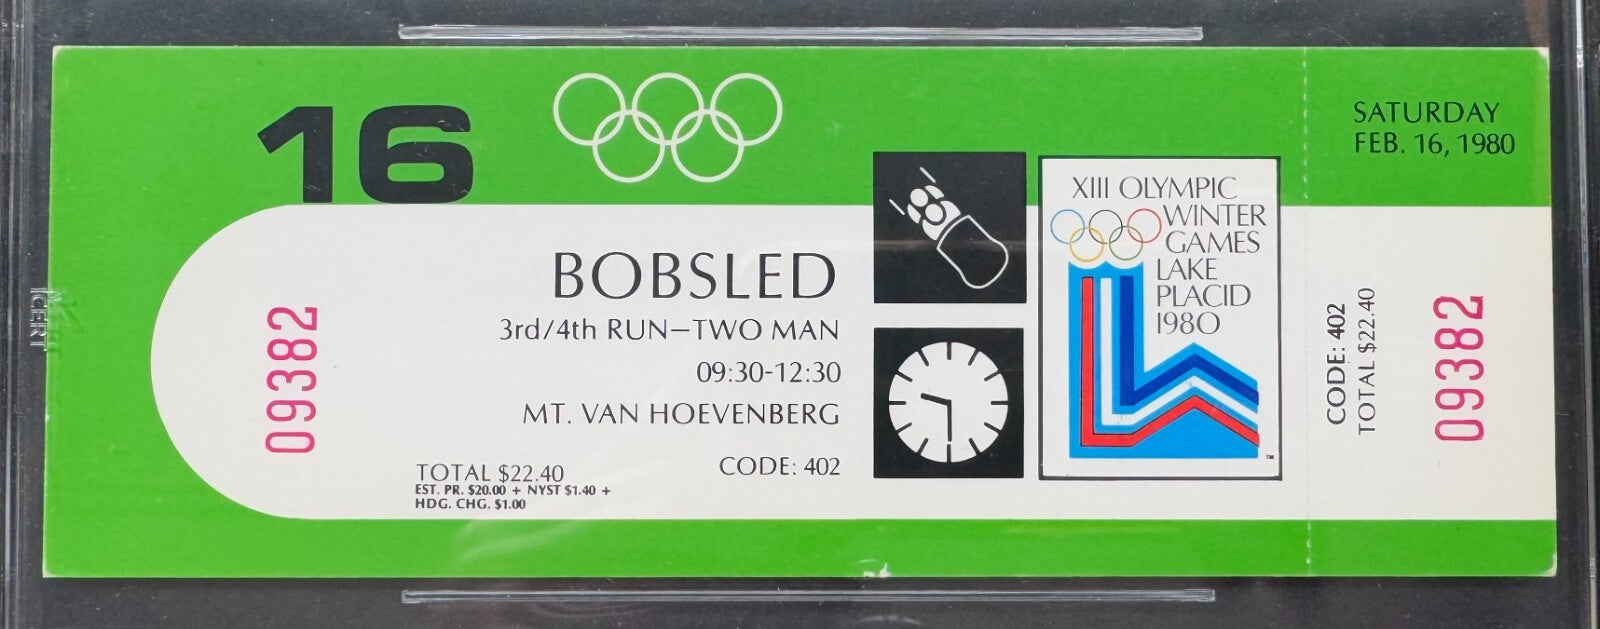 16
BOBSLED
3rd/4th RUN—TWO MAN
09:30-12:30
MT. VAN HOEVENBERG
CODE: 402
TOTAL $22.40
EST. PR. $20.00 + NYST $1.40 +
HDG. CHG. $1.00
09382
XIII OLYMPIC
WINTER
GAMES
LAKE
PLACID
1980
TM
SATURDAY
FEB. 16, 1980
CODE: 402
TOTAL $22.40
09382
CERT